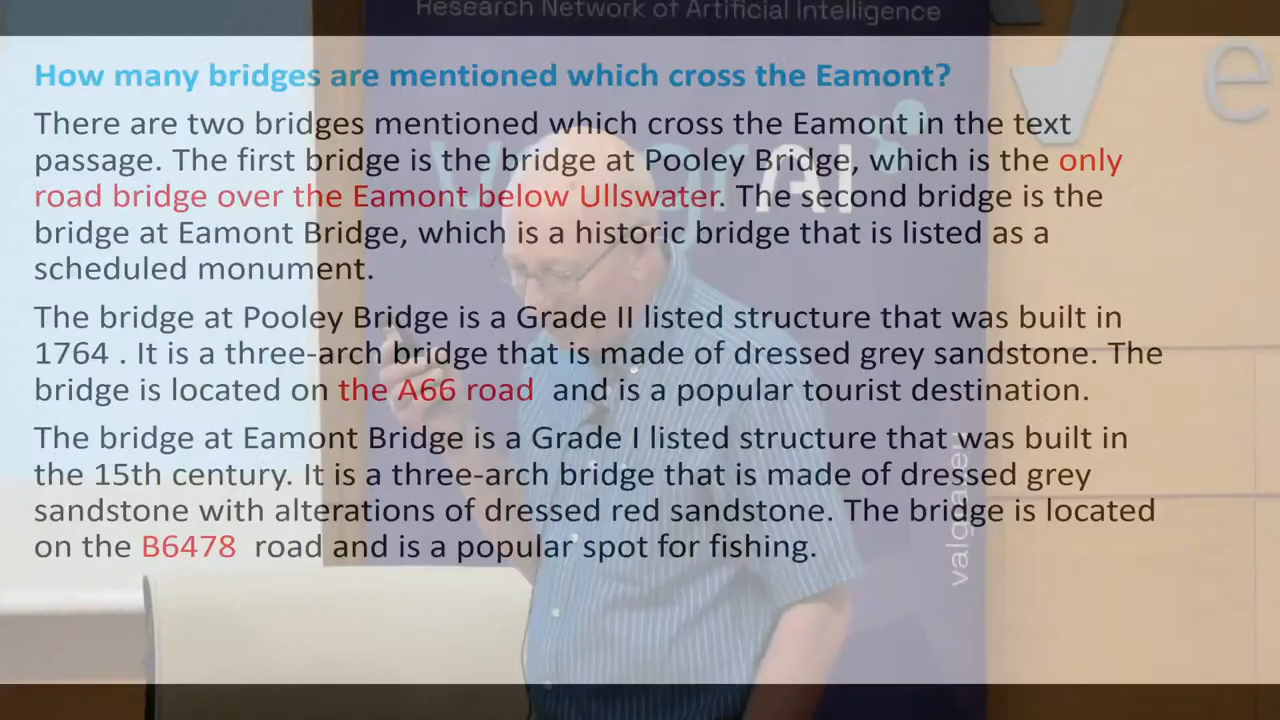 Research Network of Artificial Intelligence
How many bridges are mentioned which cross the Eamont?
There are two bridges mentioned which cross the Eamont in the text
passage. The first bridge is the bridge at Pooley Bridge, which is the only
road bridge over the Eamont below Ullswater. The second bridge is the
bridge at Eamont Bridge, which is a historic bridge that is listed as a
scheduled monument.
The bridge at Pooley Bridge is a Grade II listed structure that was built in
1764 . It is a three-arch bridge that is made of dressed grey sandstone. The
bridge is located on the A66 road and is a popular tourist destination.
The bridge at Eamont Bridge is a Grade I listed structure that was built in
the 15th century. It is a three-arch bridge that is made of dressed grey
sandstone with alterations of dressed red sandstone. The bridge is located
on the B6478 road and is a popular spot for fishing.